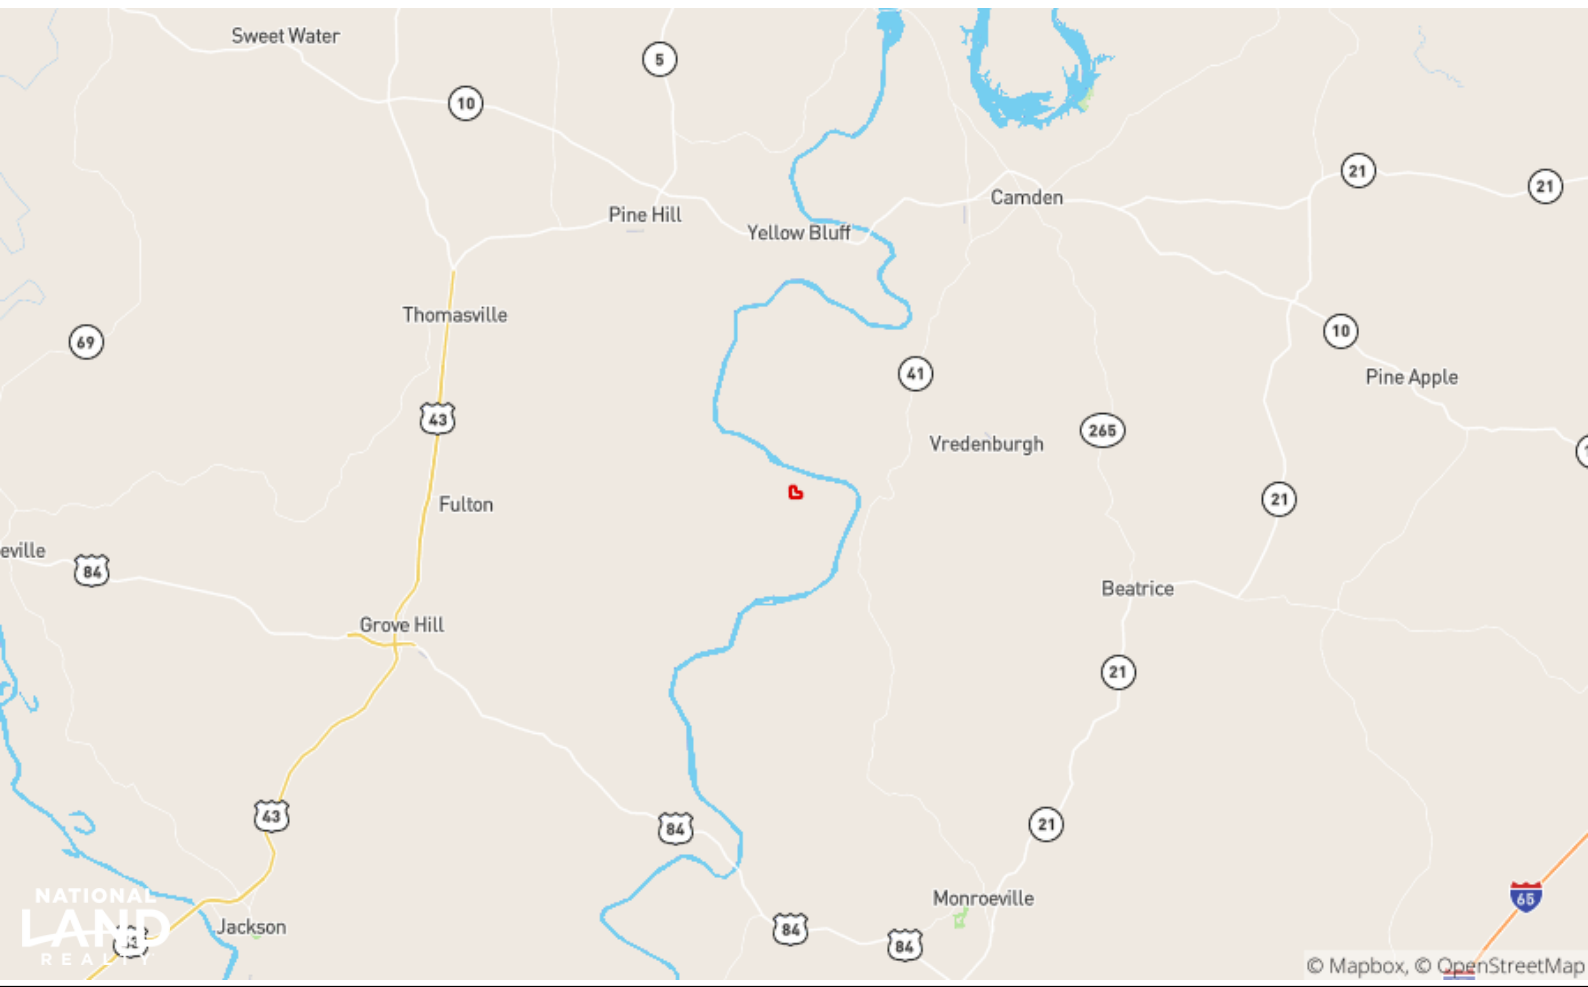 Sweet Water
5
10
21
21
Camden
Pine Hill
Yellow Bluff
Thomasville
10
69
41
Pine Apple
43
265
Vredenburgh
21
Fulton
eville
84
Beatrice
Grove Hill
21
43
84
21
NATIONAL
LAND
REALTY
Monroeville
65
Jackson
84
84
© Mapbox, © OpenStreetMap